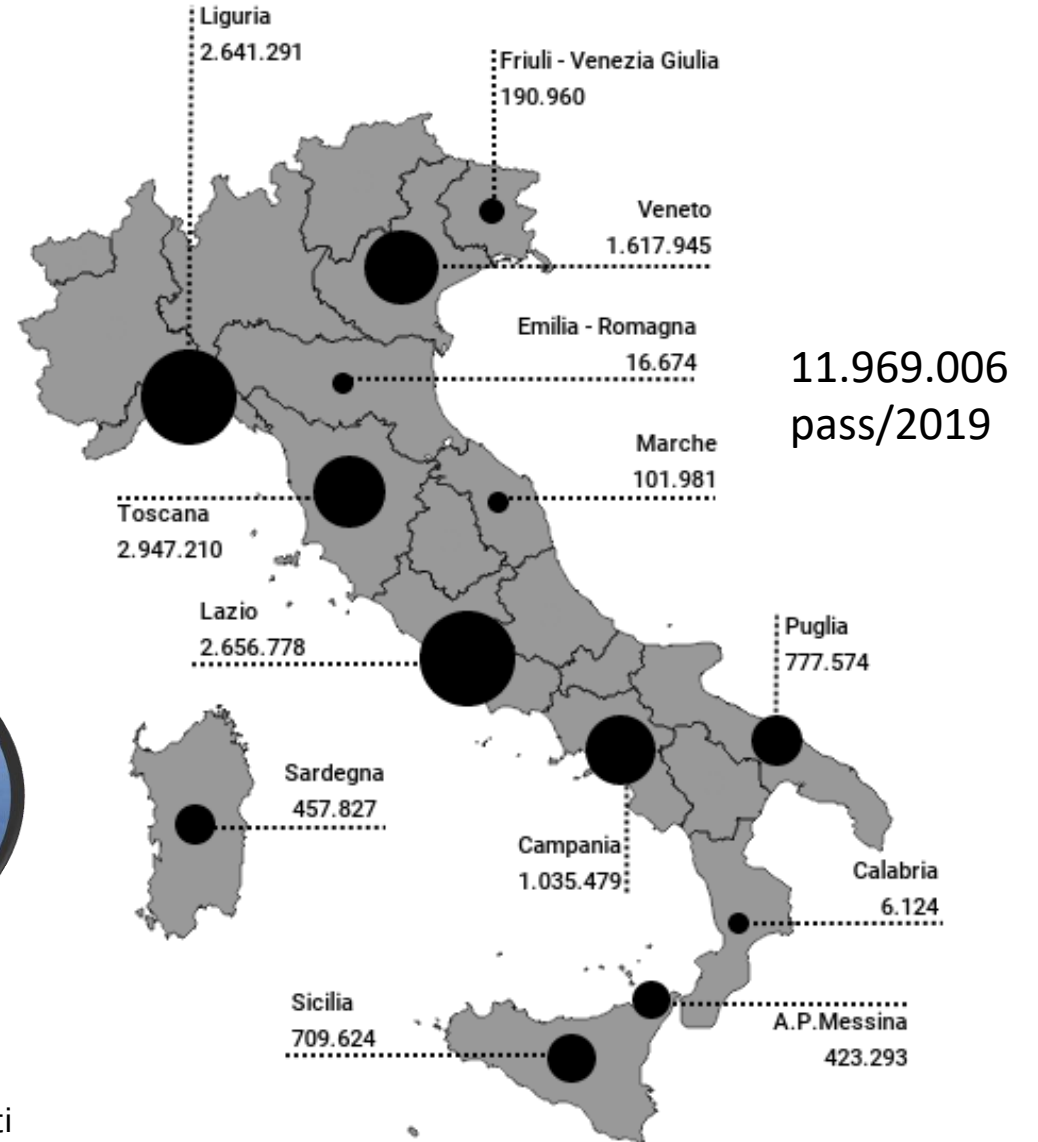 Liguria
2.641.291
Friuli - Venezia Giulia
190.960
Veneto
1.617.945
Emilia - Romagna
16.674
11.969.006
pass/2019
Marche
101.981
Toscana
2.947.210
Lazio
2.656.778
Puglia
777.574
Sardegna
457.827
Campania
1.035.479
Calabria
6.124
Sicilia
709.624
A.P.Messina
423.293
ti